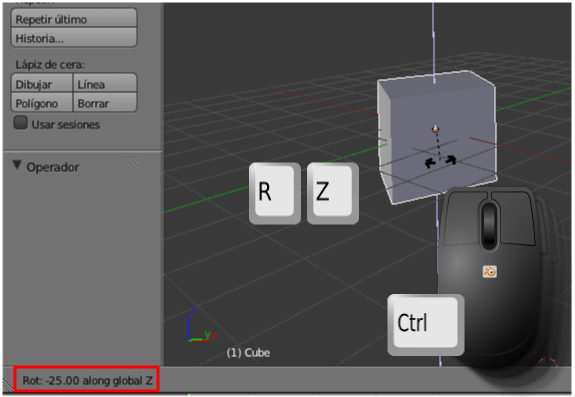 Repetir último
Historia...
Lápiz de cera:
Dibujar
Línea
Polígono
Borrar
Usar sesiones
Operador
R
Z
Ctrl
(1) Cube
Rot: -25.00 along global Z